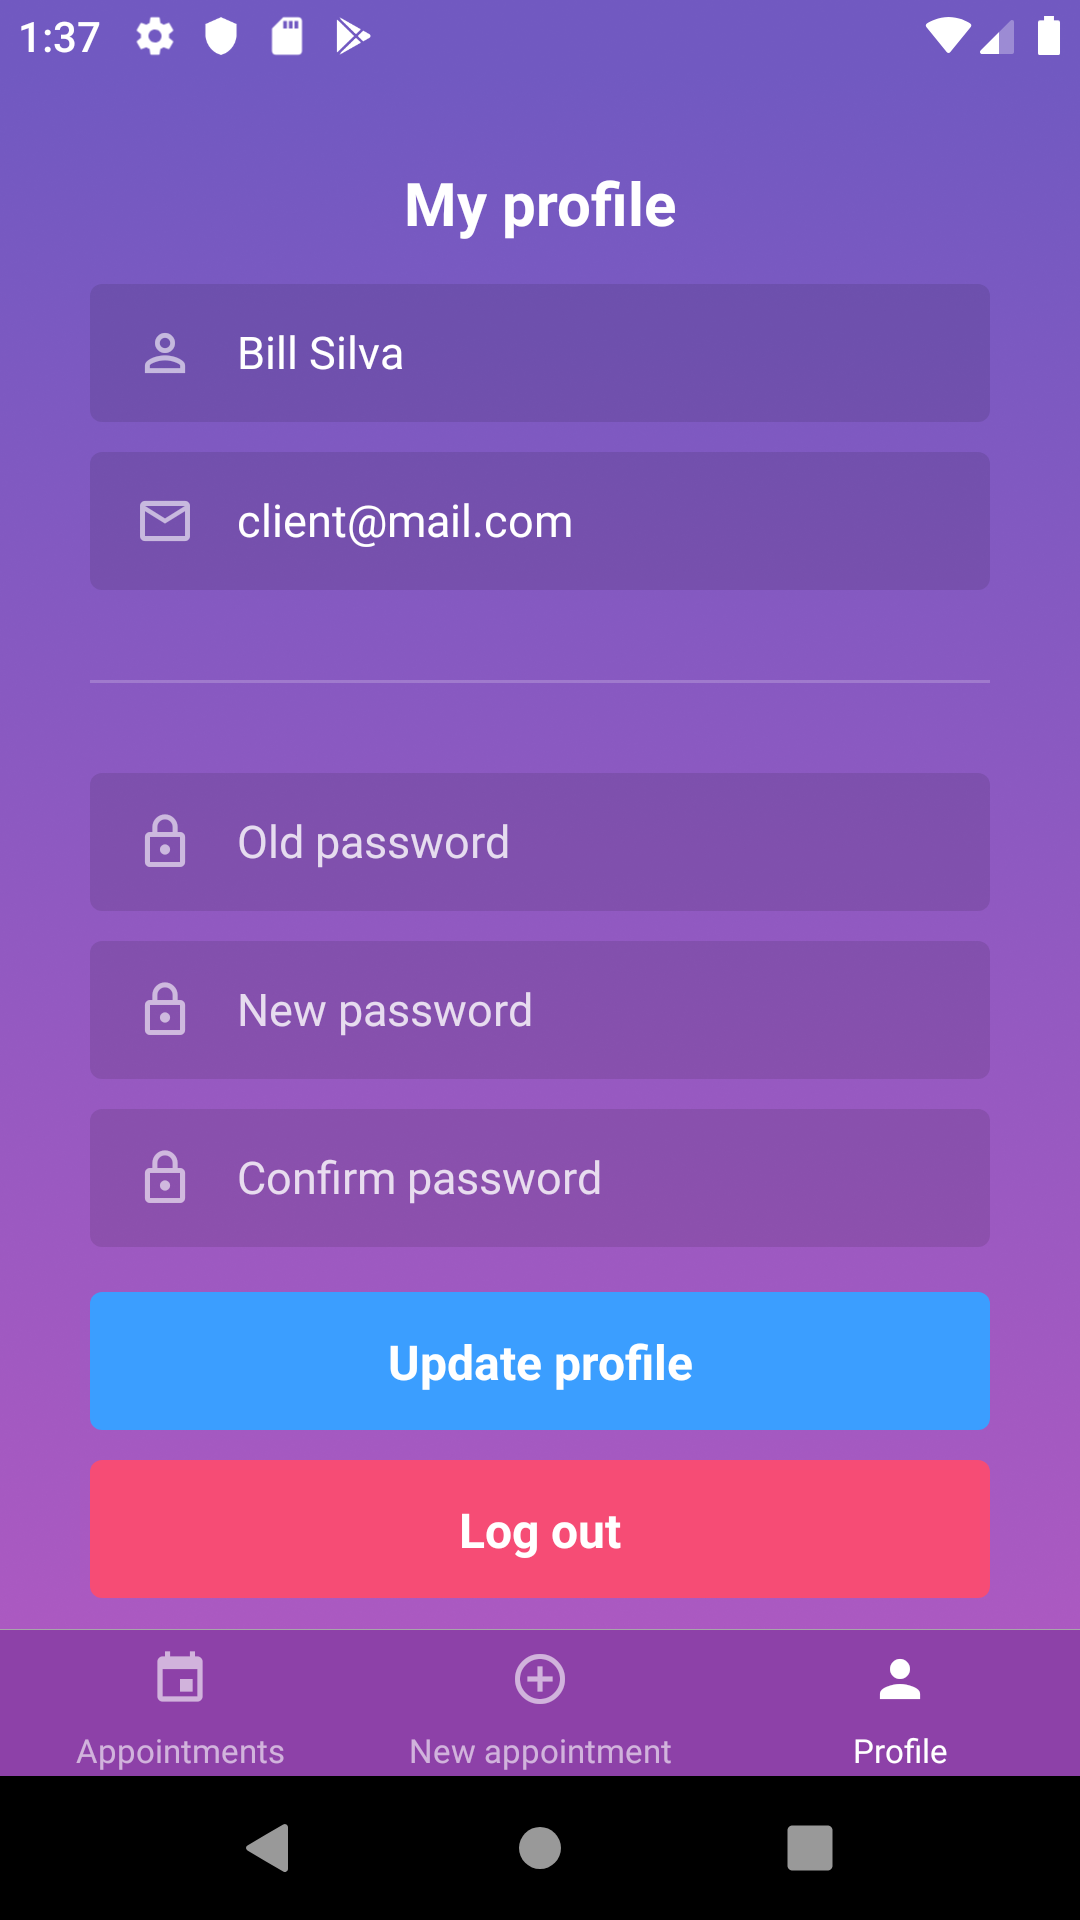 1:37
My profile
Bill Silva
client@mail.com
Old password
New password
Confirm password
Update profile
Log out
Appointments
New appointment
Profile